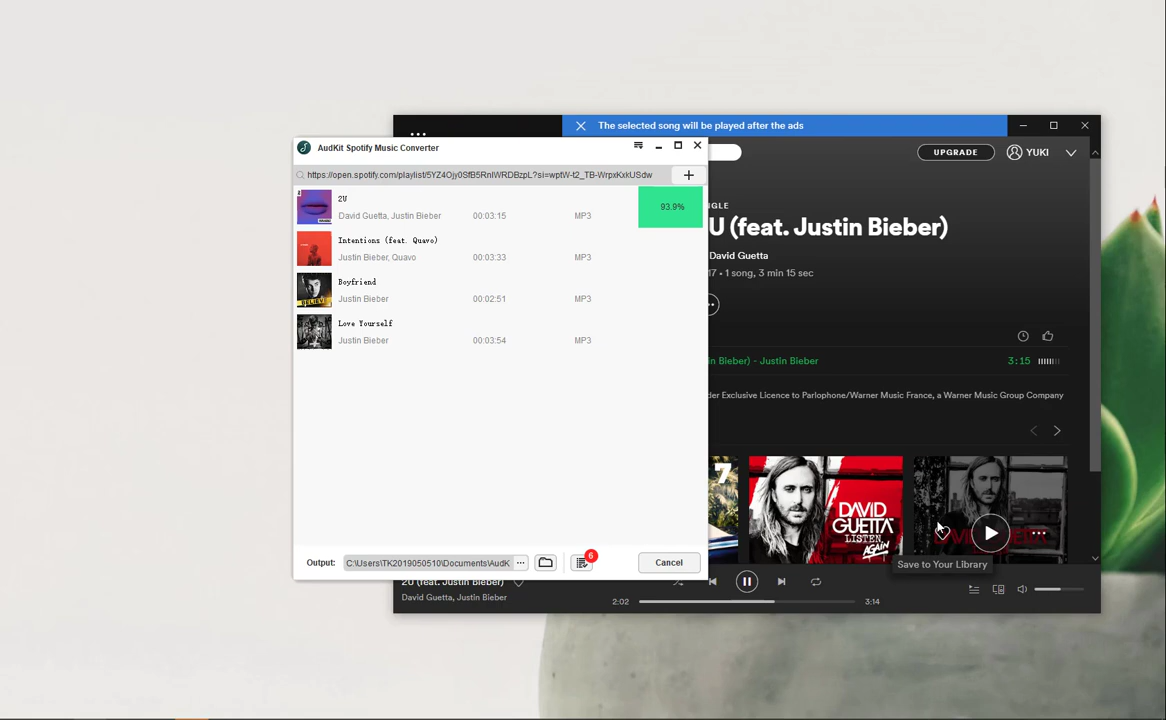 The selected song will be played after the ads
AudKit Spotify Music Converter
UPGRADE
YUKI
https://open.spotify.com/playlist/5YZ4Ojy0SfB5RnlWRDBzpL?si=wptW-t2_TB-WrpxKxkUSdw
2U
David Guetta, Justin Bieber
00:03:15
MP3
93.9%
Intentions (feat. Quavo)
Justin Bieber, Quavo
00:03:33
MP3
Boyfriend
Justin Bieber
00:02:51
MP3
Love Yourself
Justin Bieber
00:03:54
MP3
Output:
C:\Users\TK2019050510\Documents\AudK
6
Cancel
NGLE
U (feat. Justin Bieber)
David Guetta
17 • 1 song, 3 min 15 sec
in Bieber) - Justin Bieber
3:15
der Exclusive Licence to Parlophone/Warner Music France, a Warner Music Group Company
7
DAVID
GUETTA
LISTEN
AGAIN
Save to Your Library
2U (feat. Justin Bieber)
David Guetta, Justin Bieber
2:02
3:14